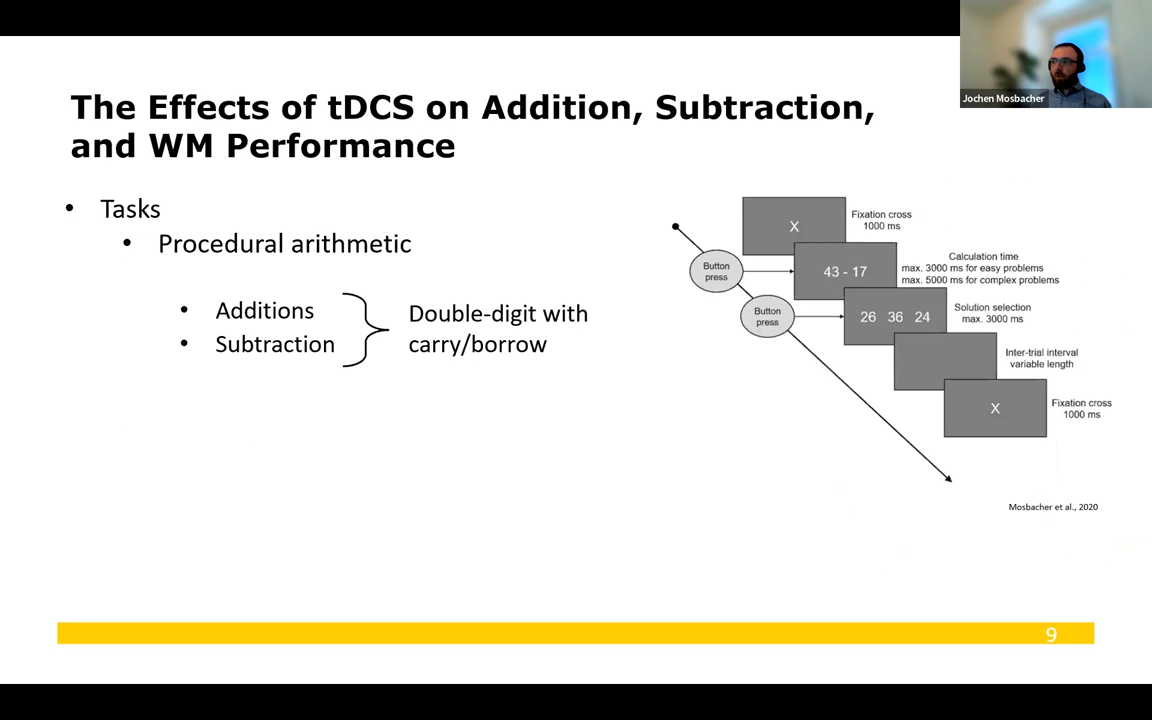 Jochen Mosbacher
The Effects of tDCS on Addition, Subtraction,
and WM Performance
• Tasks
• Procedural arithmetic
• Additions
• Subtraction
Double-digit with
carry/borrow
X
Fixation cross
1000 ms
Button
press
43 - 17
Calculation time
max. 3000 ms for easy problems
max. 5000 ms for complex problems
Button
press
26 36 24
Solution selection
max. 3000 ms
Inter-trial interval
variable length
X
Fixation cross
1000 ms
Mosbacher et al., 2020
9